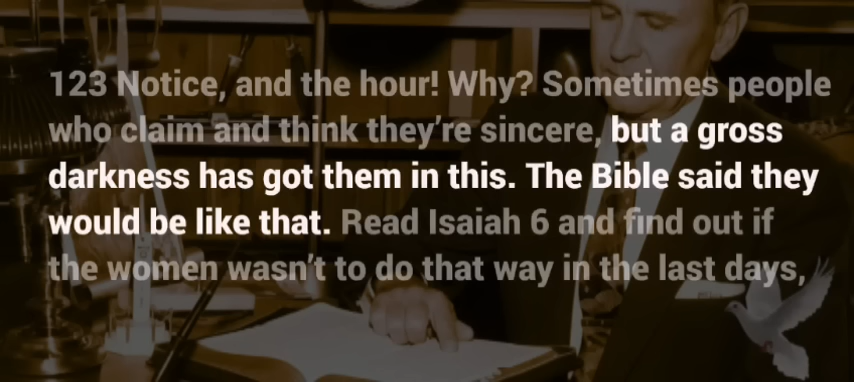 123 Notice, and the hour! Why? Sometimes people
who claim and think they’re sincere, but a gross
darkness has got them in this. The Bible said they
would be like that. Read Isaiah 6 and find out if
the women wasn’t to do that way in the last days,